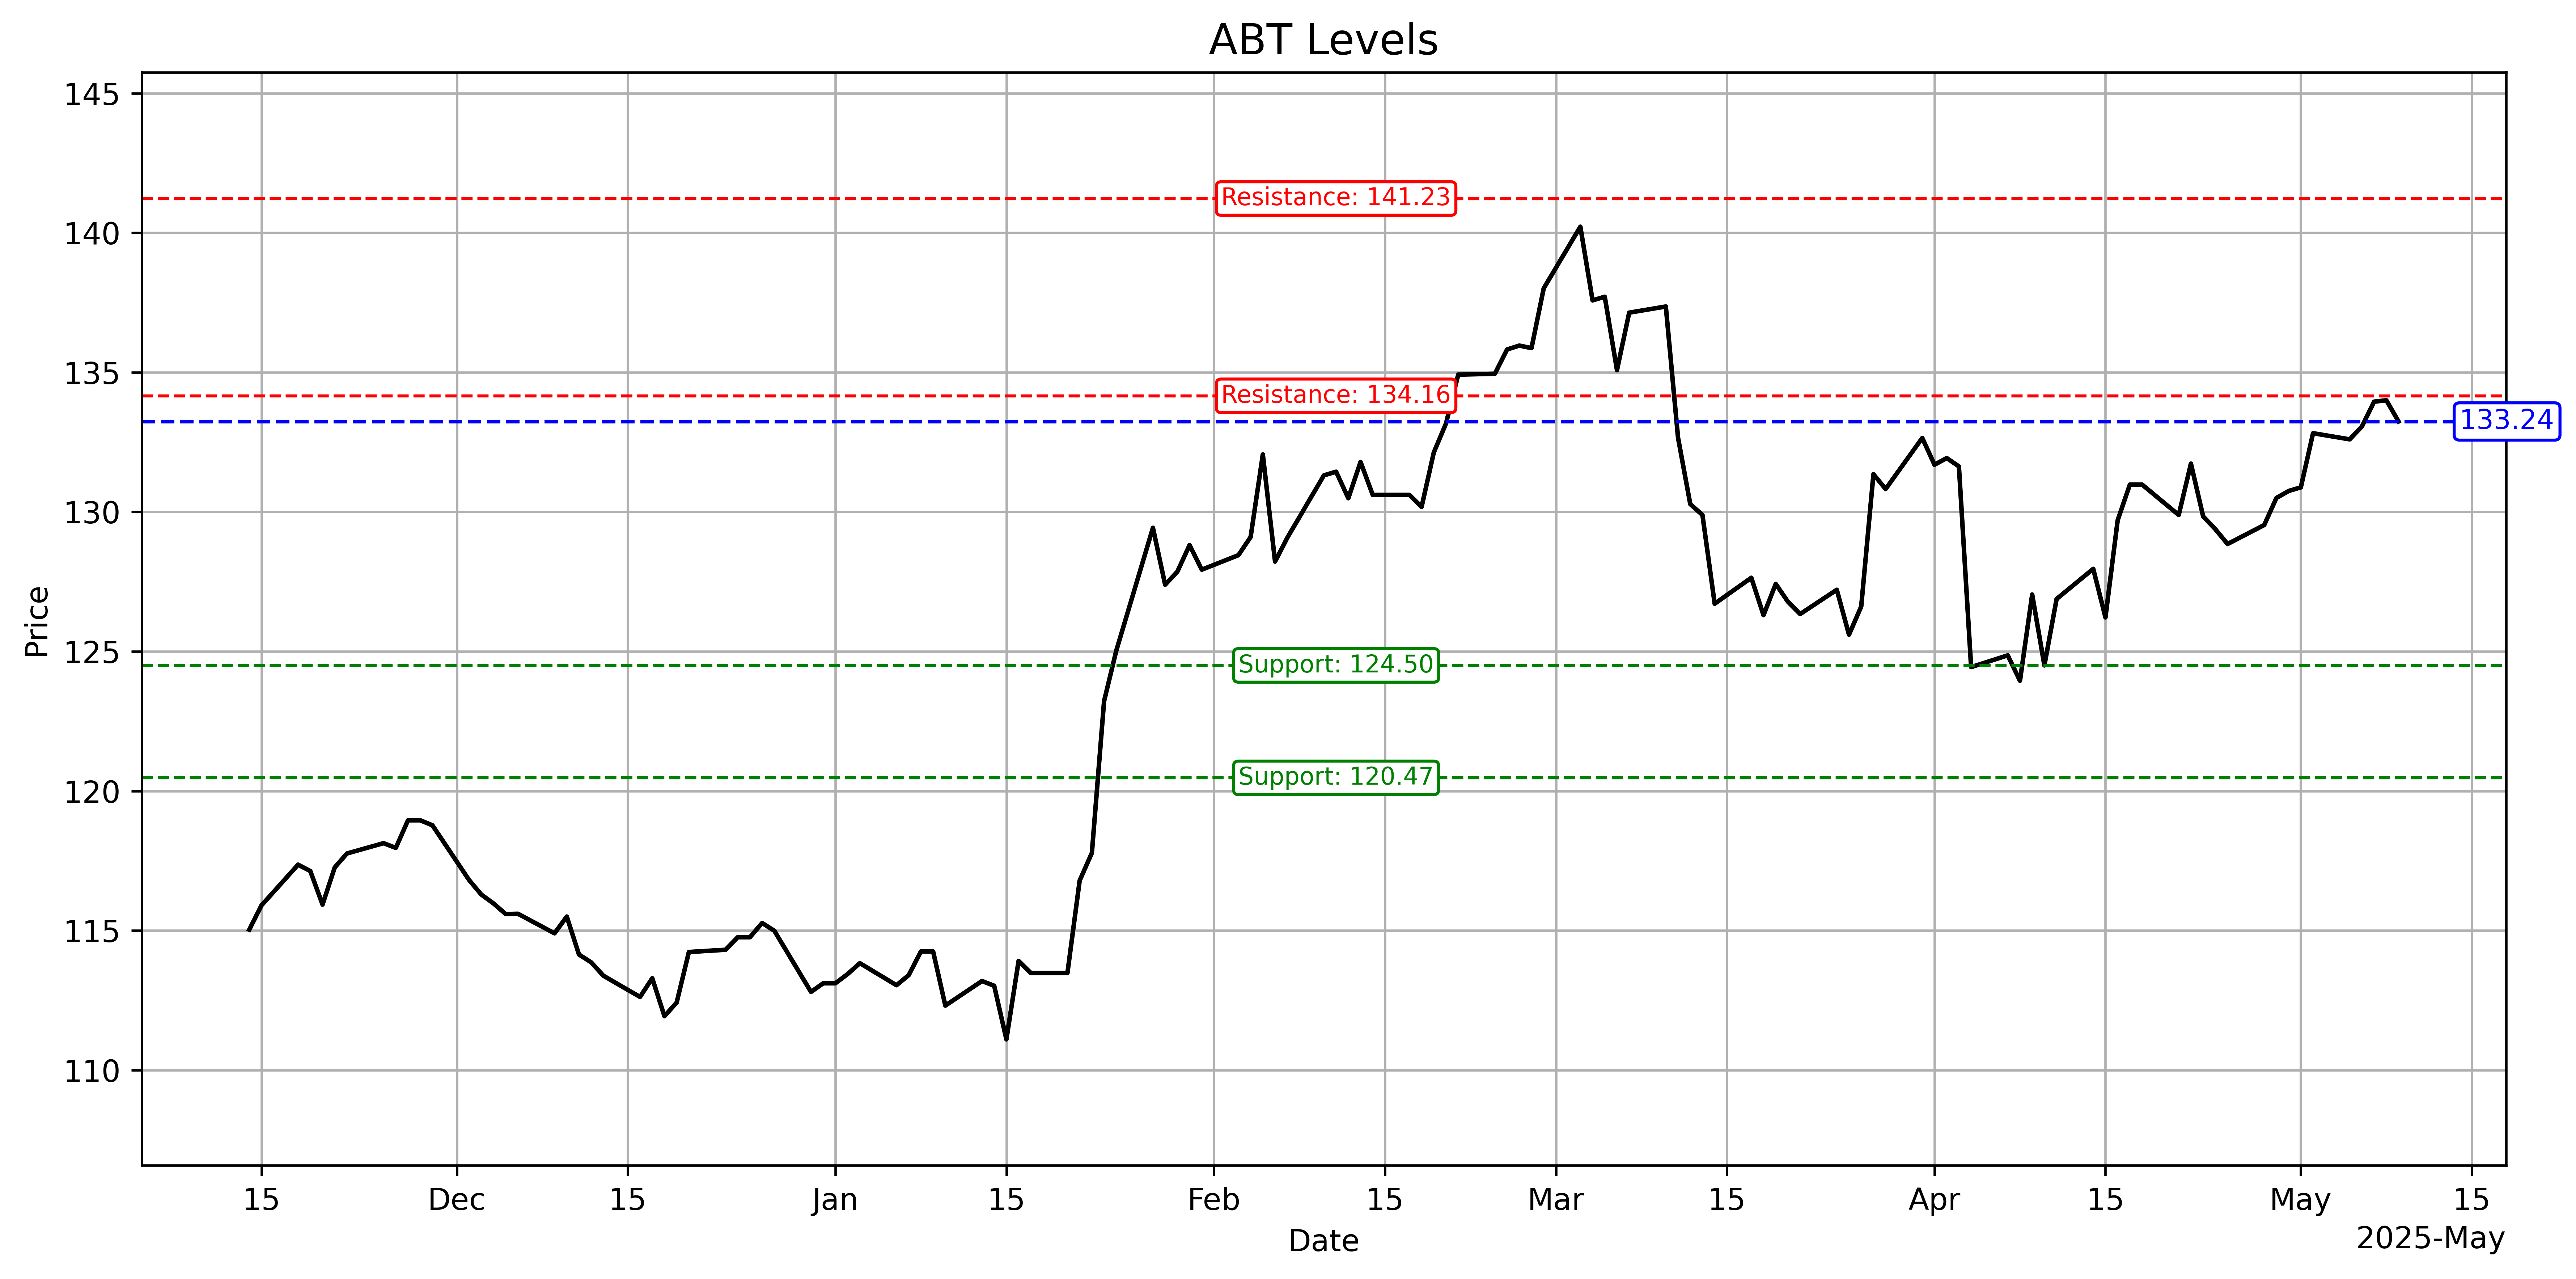 ABT Levels
145
140
135
130
125
120
115
110
Price
Resistance: 141.23
Resistance: 134.16
133.24
Support: 124.50
Support: 120.47
15 Dec 15 Jan 15 Feb 15 Mar 15 Apr 15 May 15
Date
2025-May